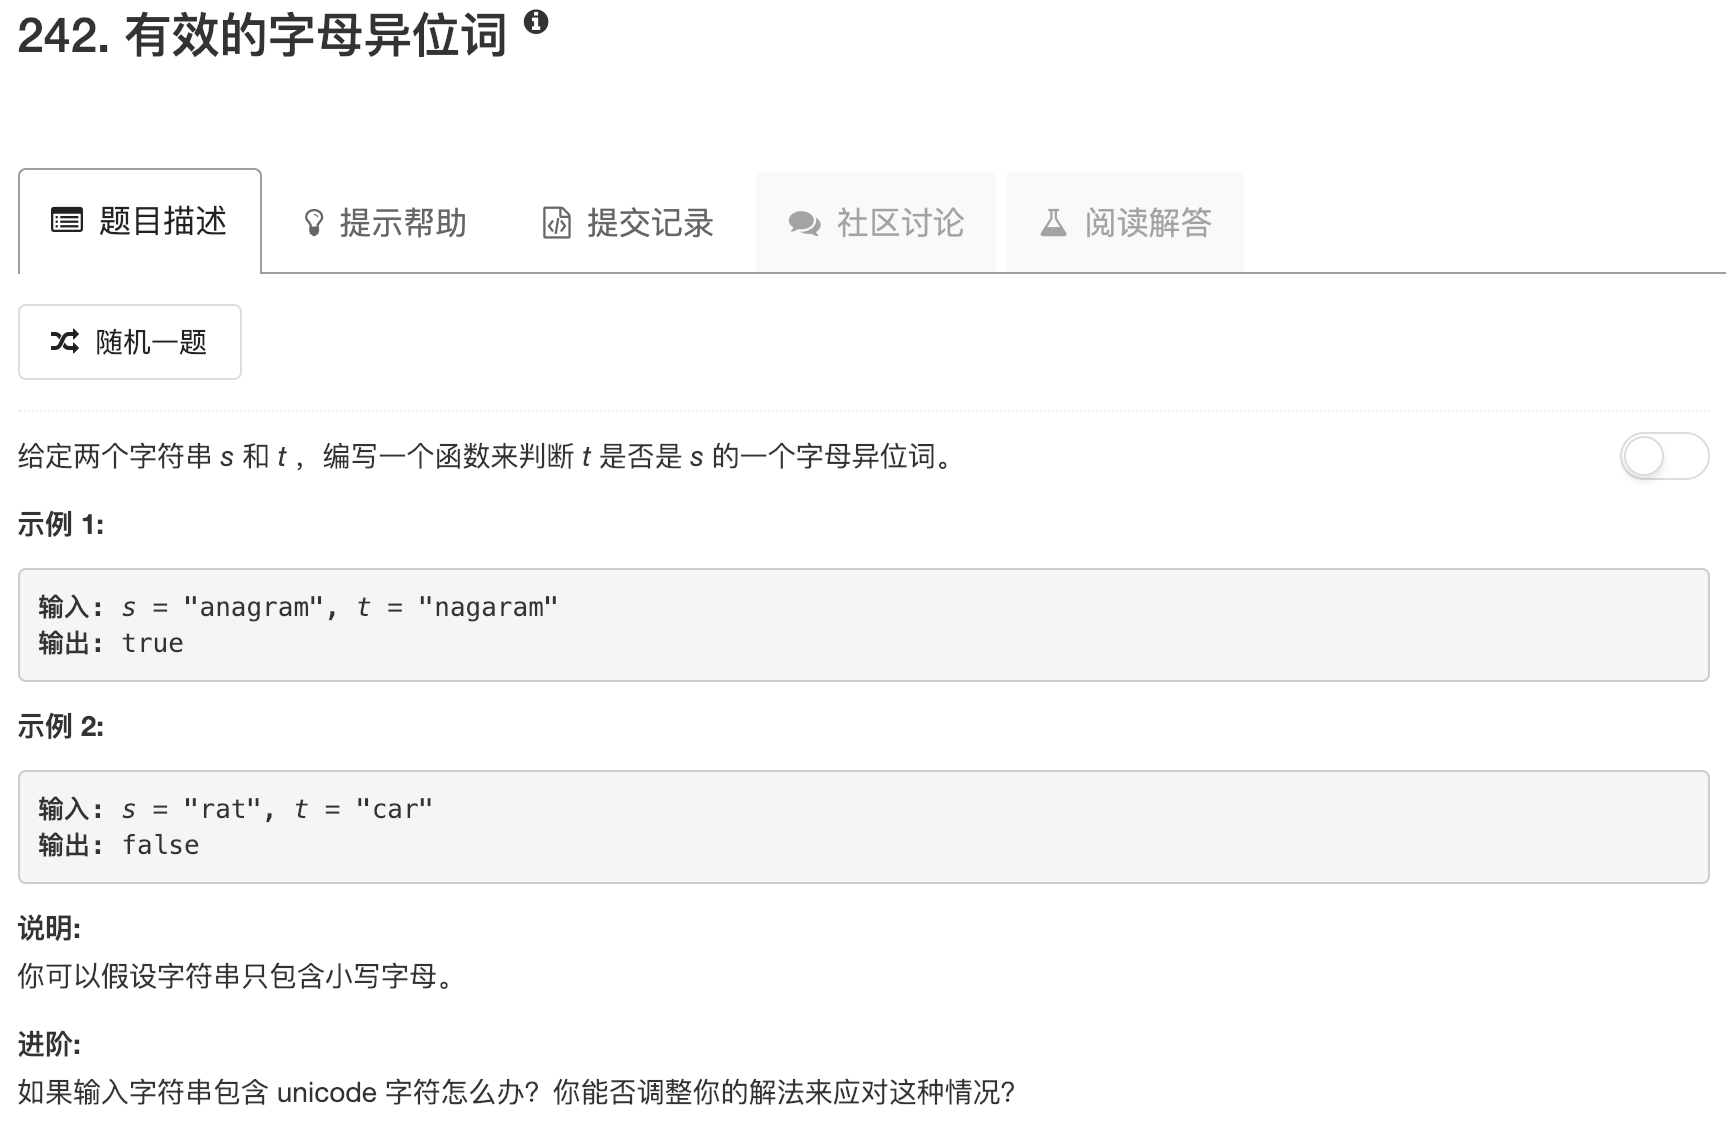 242. 有效的字母异位词
题目描述 提示帮助 提交记录 社区讨论 阅读解答
随机一题
给定两个字符串 s 和 t ，编写一个函数来判断 t 是否是 s 的一个字母异位词。
示例 1:
输入: s = "anagram", t = "nagaram"
输出: true
示例 2:
输入: s = "rat", t = "car"
输出: false
说明:
你可以假设字符串只包含小写字母。
进阶:
如果输入字符串包含 unicode 字符怎么办？你能否调整你的解法来应对这种情况？